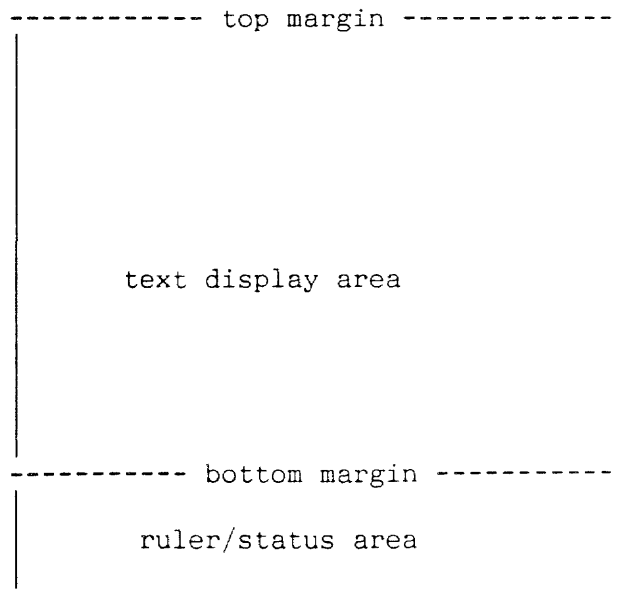 ------------ top margin -------------
text display area
----------- bottom margin -----------
ruler/status area